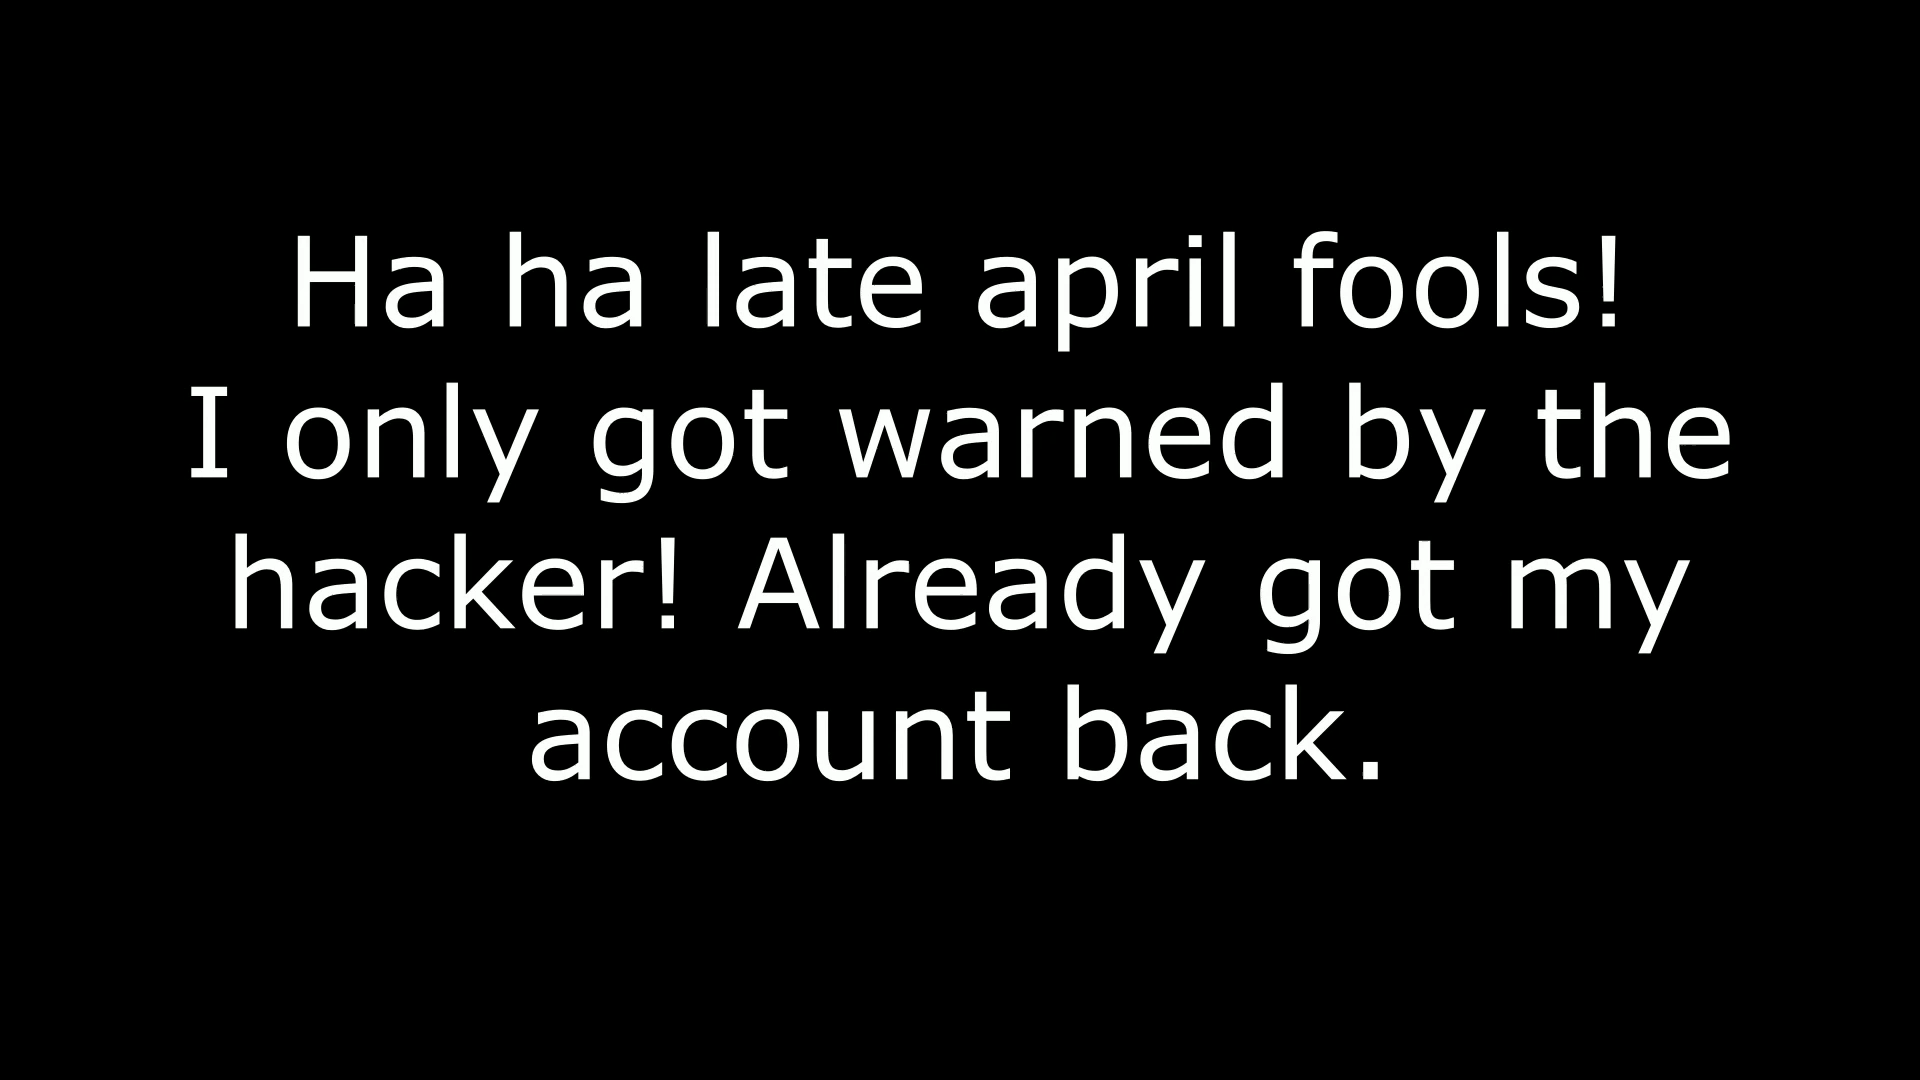 Ha ha late april fools!
I only got warned by the
hacker! Already got my
account back.